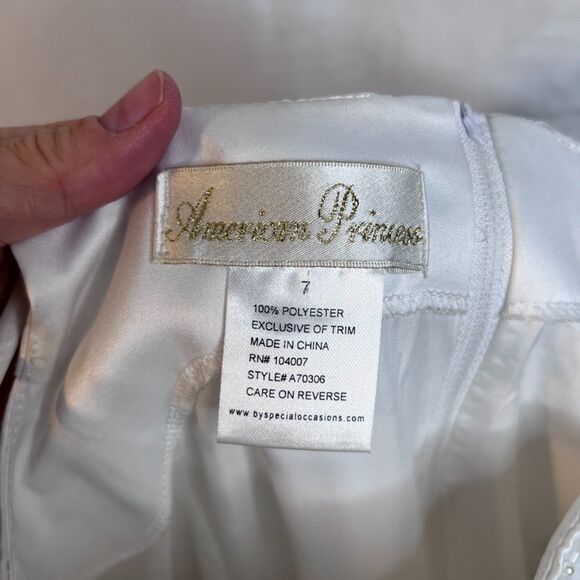 American Princess
7
100% POLYESTER
EXCLUSIVE OF TRIM
MADE IN CHINA
RN# 104007
STYLE# A70306
CARE ON REVERSE
www.byspecialoccasions.com